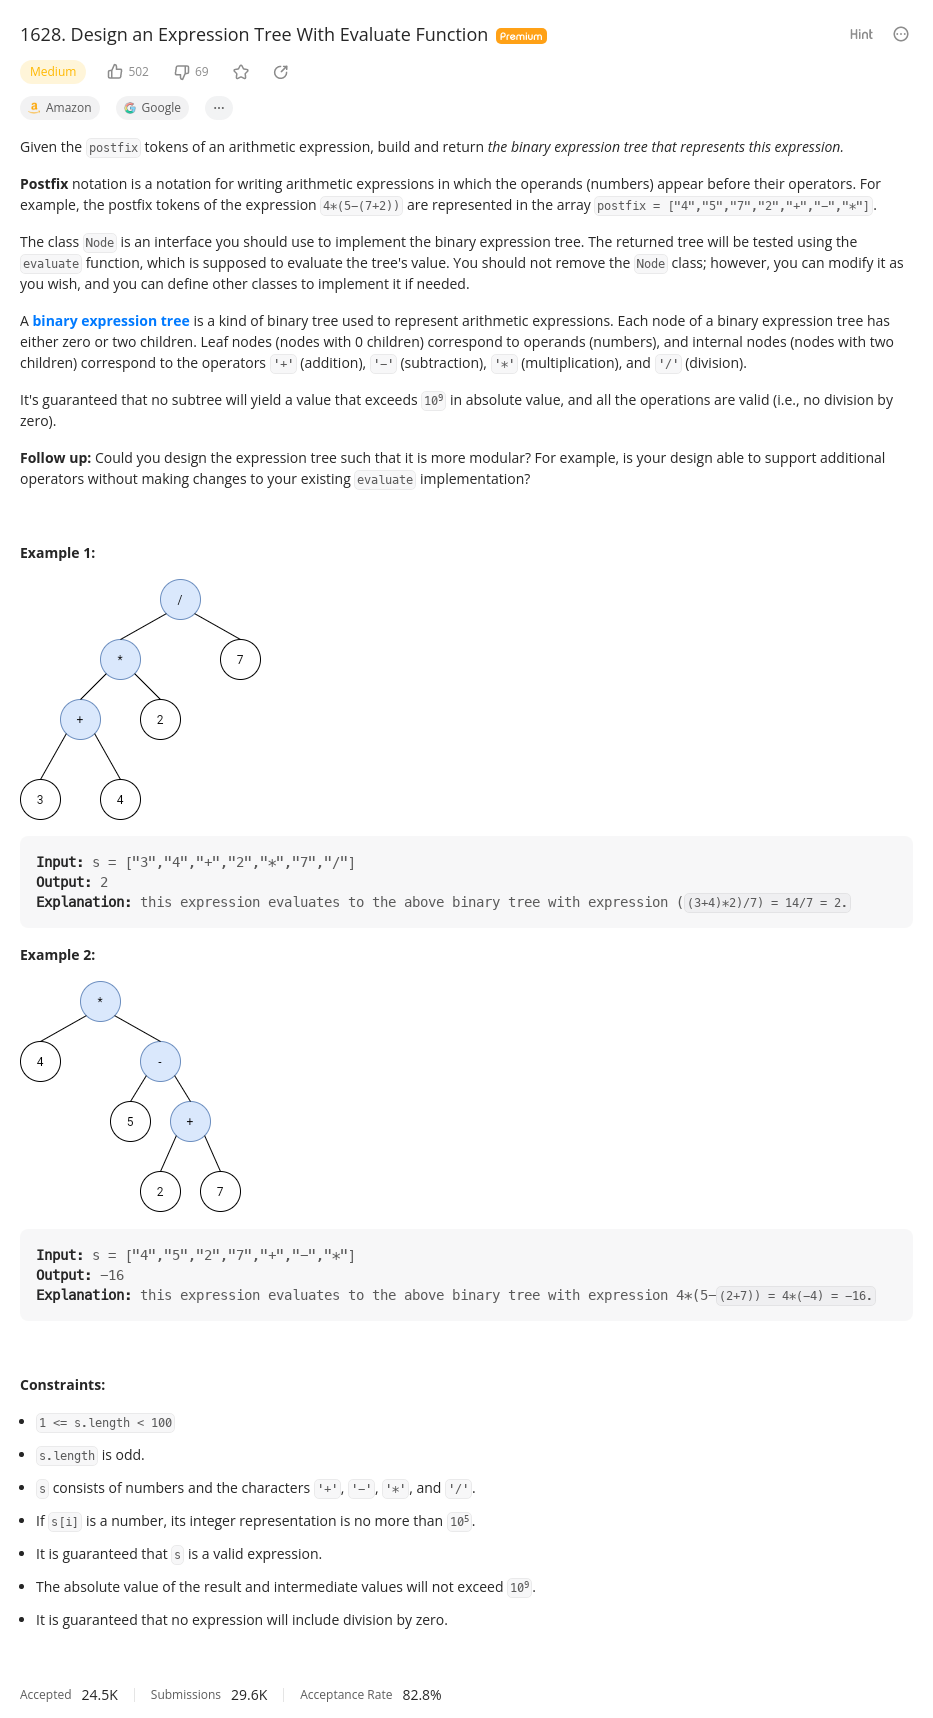 1628. Design an Expression Tree With Evaluate Function Premium Hint
Medium 502 69
Amazon Google ...
Given the postfix tokens of an arithmetic expression, build and return the binary expression tree that represents this expression.
Postfix notation is a notation for writing arithmetic expressions in which the operands (numbers) appear before their operators. For
example, the postfix tokens of the expression 4*(5-(7+2)) are represented in the array postfix = ["4","5","7","2","+","-","*"].
The class Node is an interface you should use to implement the binary expression tree. The returned tree will be tested using the
evaluate function, which is supposed to evaluate the tree's value. You should not remove the Node class; however, you can modify it as
you wish, and you can define other classes to implement it if needed.
A binary expression tree is a kind of binary tree used to represent arithmetic expressions. Each node of a binary expression tree has
either zero or two children. Leaf nodes (nodes with 0 children) correspond to operands (numbers), and internal nodes (nodes with two
children) correspond to the operators '+' (addition), '-' (subtraction), '*' (multiplication), and '/' (division).
It's guaranteed that no subtree will yield a value that exceeds 10⁹ in absolute value, and all the operations are valid (i.e., no division by
zero).
Follow up: Could you design the expression tree such that it is more modular? For example, is your design able to support additional
operators without making changes to your existing evaluate implementation?
Example 1:
/
* 7
+ 2
3 4
Input: s = ["3","4","+","2","*","7","/"]
Output: 2
Explanation: this expression evaluates to the above binary tree with expression ((3+4)*2)/7) = 14/7 = 2.
Example 2:
*
4 -
5 +
2 7
Input: s = ["4","5","2","7","+","-","*"]
Output: -16
Explanation: this expression evaluates to the above binary tree with expression 4*(5-(2+7)) = 4*(-4) = -16.
Constraints:
• 1 <= s.length < 100
• s.length is odd.
• s consists of numbers and the characters '+', '-', '*', and '/'.
• If s[i] is a number, its integer representation is no more than 10⁵.
• It is guaranteed that s is a valid expression.
• The absolute value of the result and intermediate values will not exceed 10⁹.
• It is guaranteed that no expression will include division by zero.
Accepted 24.5K Submissions 29.6K Acceptance Rate 82.8%